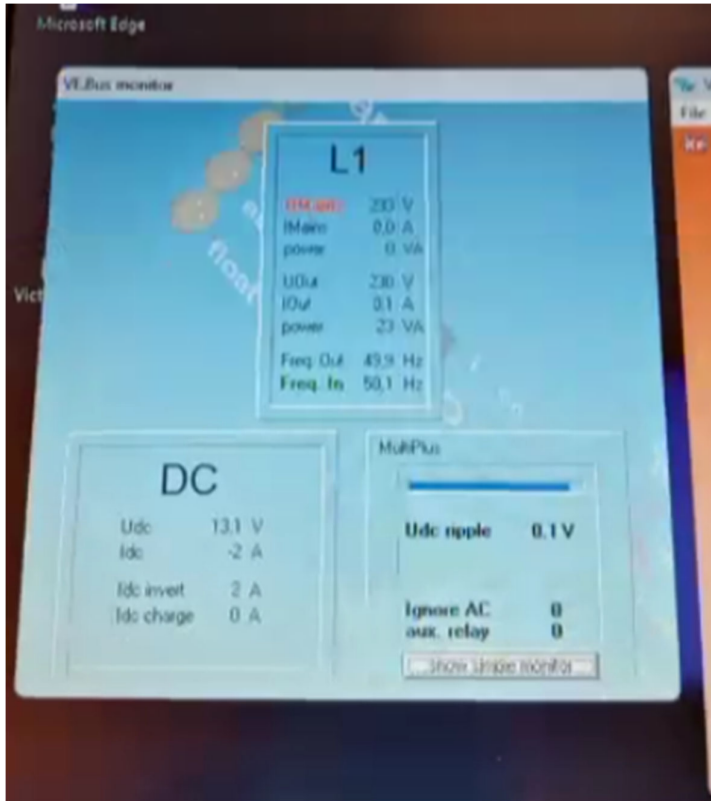 Microsoft Edge
VE.Bus monitor
File
Vict
float
L1
UMains 233 V
IMains 0,0 A
power 0 VA
UOut 230 V
IOut 0.1 A
power 23 VA
Freq. Out 49,9 Hz
Freq. In 50,1 Hz
DC
Udc 13,1 V
Idc -2 A
Idc invert 2 A
Idc charge 0 A
MultiPlus
Udc ripple 0.1 V
Ignore AC 0
aux. relay 0
show simple monitor